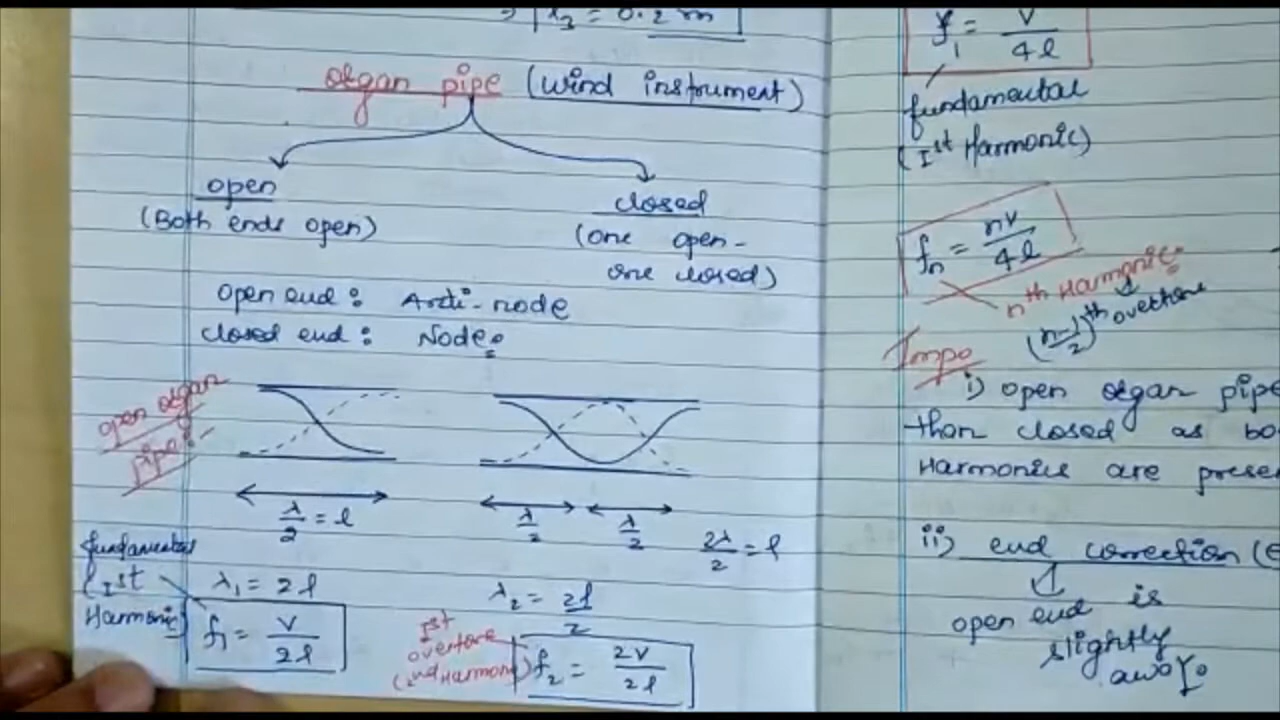 ⇒ l₃ = 0.2 m
organ pipe (wind instrument)
open
(Both ends open)
closed
(one open-
one closed)
open end : Anti-node
closed end : Node:
open organ
pipe:
λ/2 = l
λ/2
λ/2
2λ/2 = l
fundamental
(Ist
Harmonic)
λ₁ = 2l
f₁ = v/2l
λ₂ = 2l/2
Ist
overtone
(2nd Harmonic)
f₂ = 2v/2l
f₁ = v/4l
fundamental
(Ist Harmonic)
fₙ = nv/4l
nth Harmonic:
(n-1/2)th overtone
Impo
i) open organ pipe
than closed as bo
Harmonics are prese
ii) end correction (e
open end is
slightly
away.